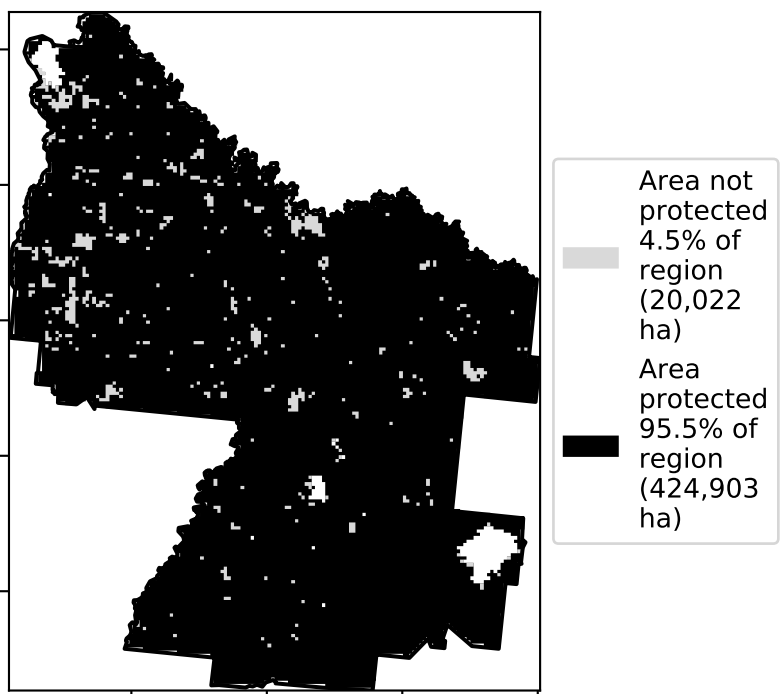 Area not
protected
4.5% of
region
(20,022
ha)
Area
protected
95.5% of
region
(424,903
ha)